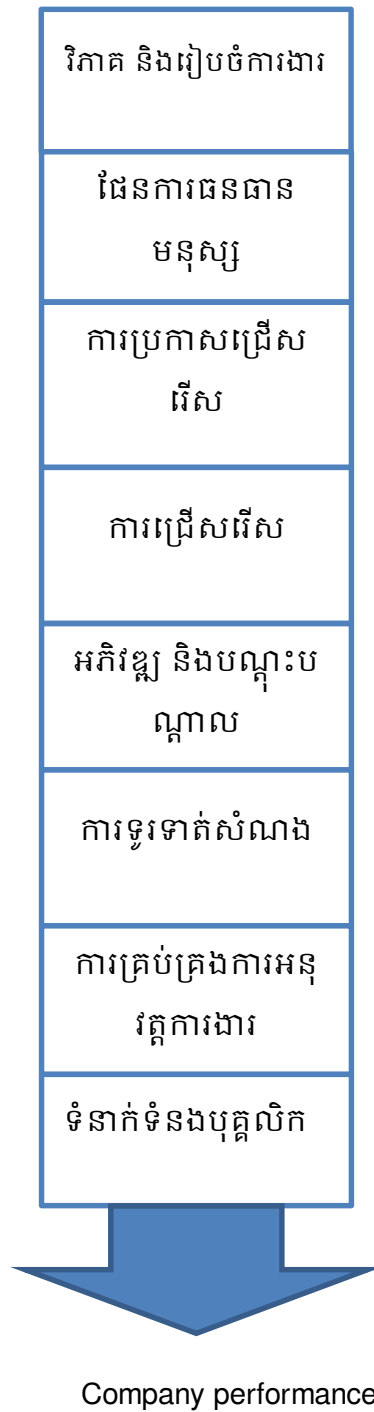 វិភាគ និងរៀបចំការងារ
ផែនការធនធាន
មនុស្ស
ការប្រកាសជ្រើស
រើស
ការជ្រើសរើស
អភិវឌ្ឍ និងបណ្តុះប
ណ្តាល
ការទូរទាត់សំណង
ការគ្រប់គ្រងការអនុ
វត្តការងារ
ទំនាក់ទំនងបុគ្គលិក
Company performance